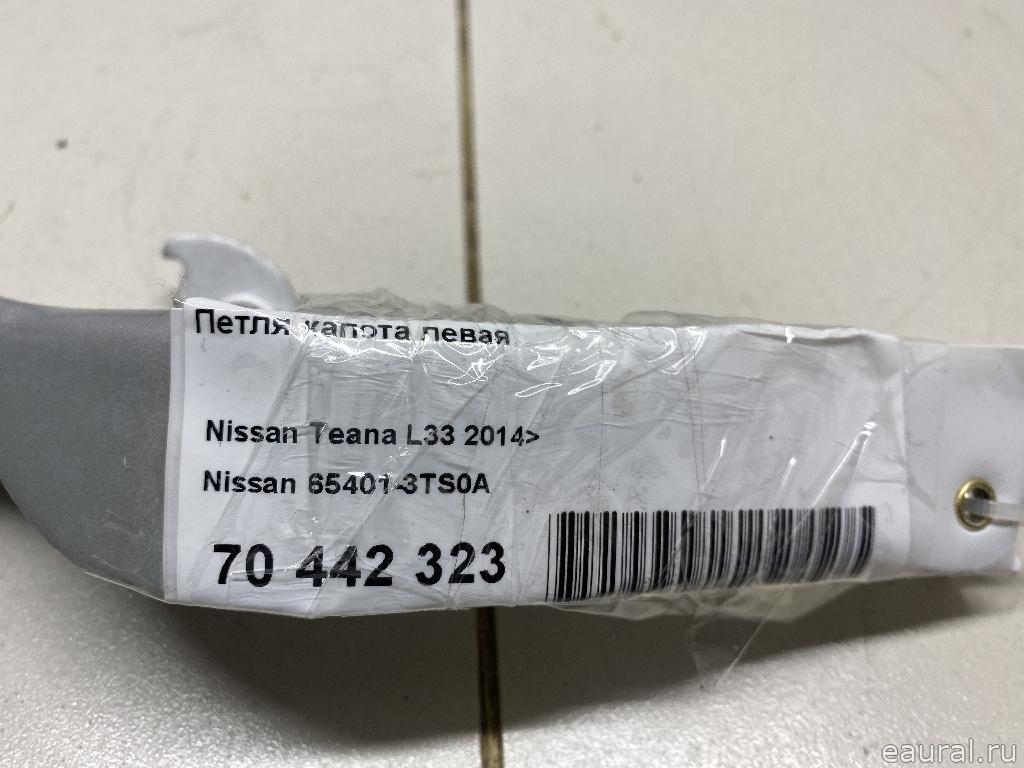 Петля капота левая
Nissan Teana L33 2014>
Nissan 65401-3TS0A
70 442 323
eaural.ru